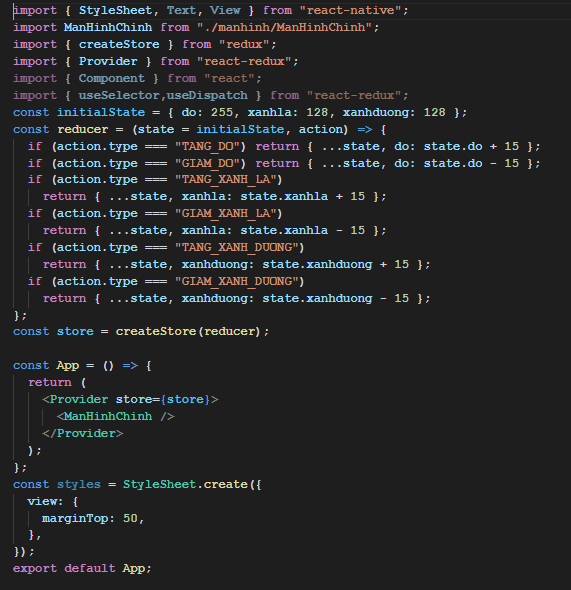 import { StyleSheet, Text, View } from "react-native";
import ManHinhChinh from "./manhinh/ManHinhChinh";
import { createStore } from "redux";
import { Provider } from "react-redux";
import { Component } from "react";
import { useSelector,useDispatch } from "react-redux";
const initialState = { do: 255, xanhla: 128, xanhduong: 128 };
const reducer = (state = initialState, action) => {
  if (action.type === "TANG_DO") return { ...state, do: state.do + 15 };
  if (action.type === "GIAM_DO") return { ...state, do: state.do - 15 };
  if (action.type === "TANG_XANH_LA")
    return { ...state, xanhla: state.xanhla + 15 };
  if (action.type === "GIAM_XANH_LA")
    return { ...state, xanhla: state.xanhla - 15 };
  if (action.type === "TANG_XANH_DUONG")
    return { ...state, xanhduong: state.xanhduong + 15 };
  if (action.type === "GIAM_XANH_DUONG")
    return { ...state, xanhduong: state.xanhduong - 15 };
};
const store = createStore(reducer);

const App = () => {
  return (
    <Provider store={store}>
      <ManHinhChinh />
    </Provider>
  );
};
const styles = StyleSheet.create({
  view: {
    marginTop: 50,
  },
});
export default App;